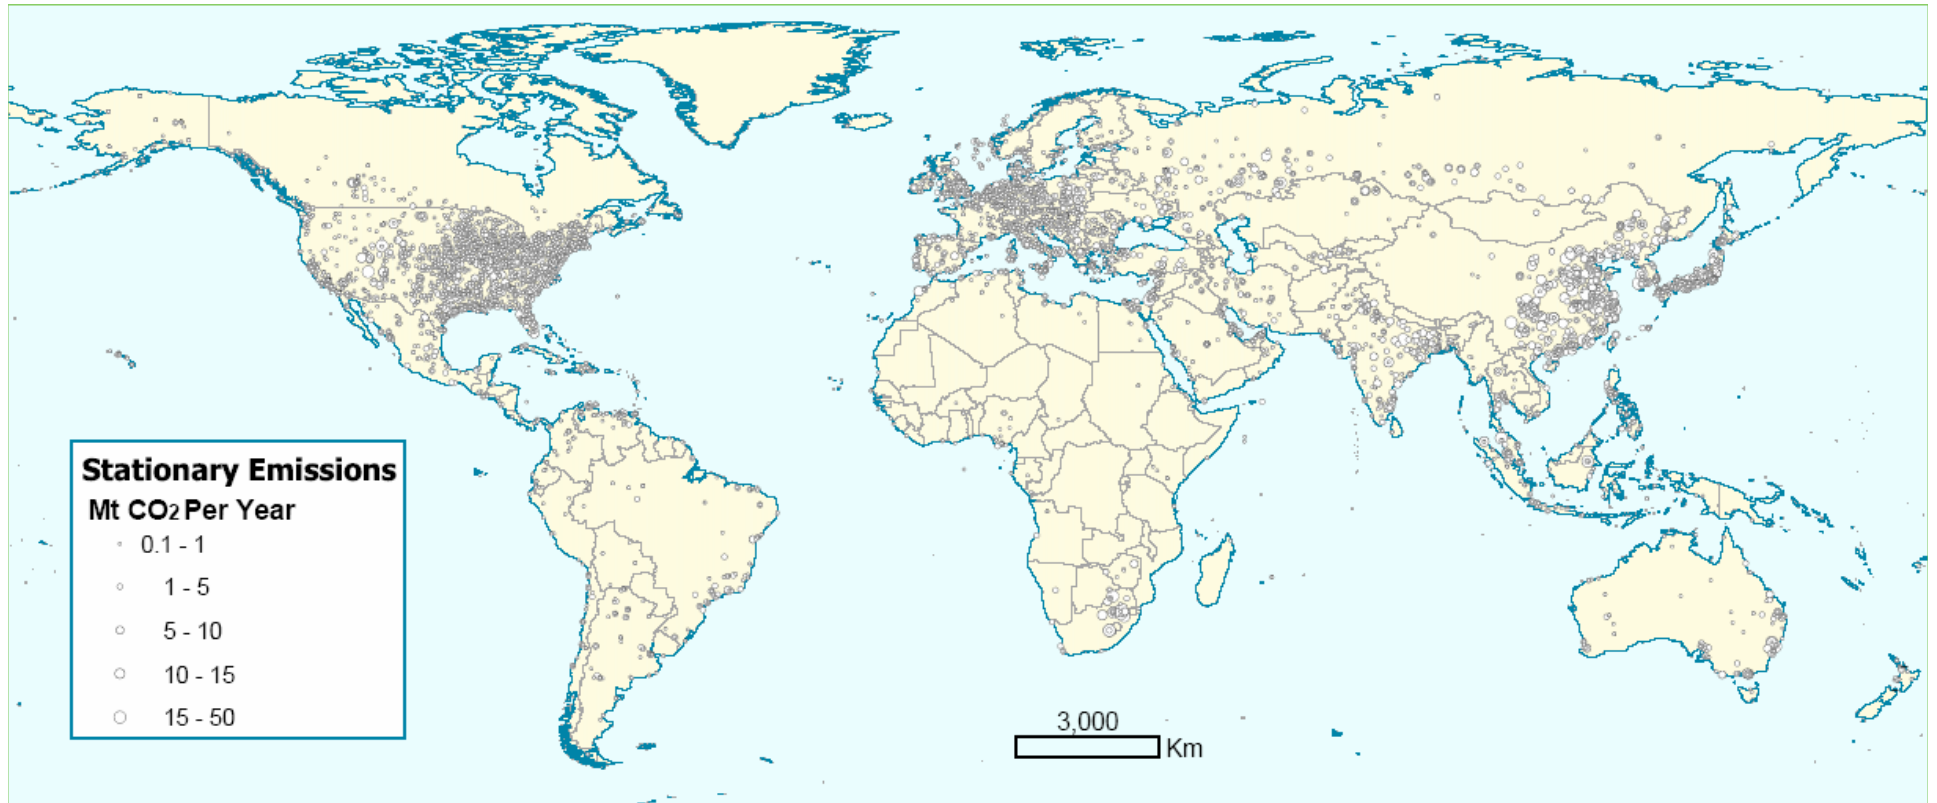 Stationary Emissions
Mt CO2 Per Year
0.1 - 1
1 - 5
5 - 10
10 - 15
15 - 50
3,000
Km